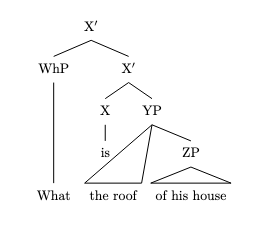 X′
WhP X′
X YP
is ZP
What the roof of his house